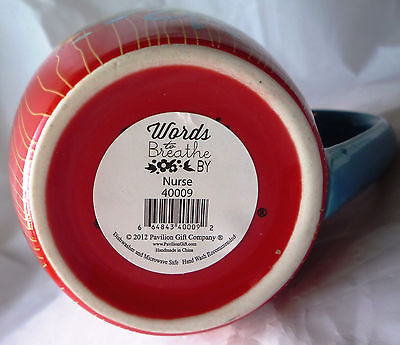 Words
to
Breathe
BY
Nurse
40009
6 64843 40009 2
© 2012 Pavilion Gift Company ®
www.PavilionGift.com
Handmade in China
Dishwasher and Microwave Safe Hand Wash Recommended
®